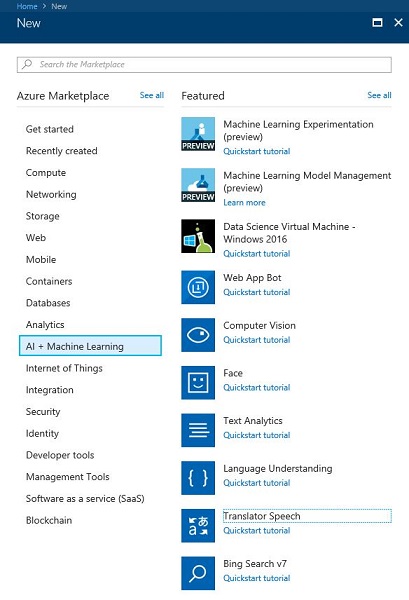 Home > New
New
Search the Marketplace
Azure Marketplace
See all
Get started
Recently created
Compute
Networking
Storage
Web
Mobile
Containers
Databases
Analytics
AI + Machine Learning
Internet of Things
Integration
Security
Identity
Developer tools
Management Tools
Software as a service (SaaS)
Blockchain
Featured
See all
PREVIEW
Machine Learning Experimentation
(preview)
Quickstart tutorial
PREVIEW
Machine Learning Model Management
(preview)
Learn more
Data Science Virtual Machine -
Windows 2016
Quickstart tutorial
Web App Bot
Quickstart tutorial
Computer Vision
Quickstart tutorial
Face
Quickstart tutorial
Text Analytics
Quickstart tutorial
{ }
Language Understanding
Quickstart tutorial
Translator Speech
Quickstart tutorial
Bing Search v7
Quickstart tutorial